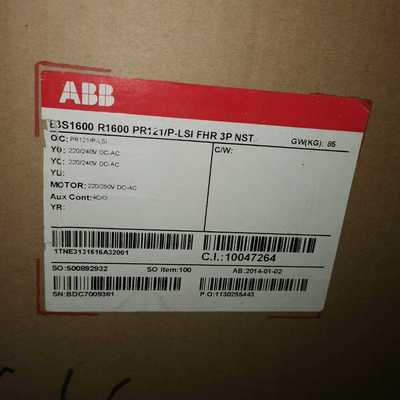 ABB
E3S1600 R1600 PR121/P-LSI FHR 3P NST
GW(KG): 85
O/C: PR121/P-LSI
C/W:
YO: 220/240V DC-AC
YC: 220/240V DC-AC
YU:
MOTOR: 220/250V DC-AC
Aux Cont:
YR:
1TNE3131616A32001
C.I.:10047264
SO:500892932
SO item:100
AB:2014-01-02
SN:BDC7009361
P.O:1130255443